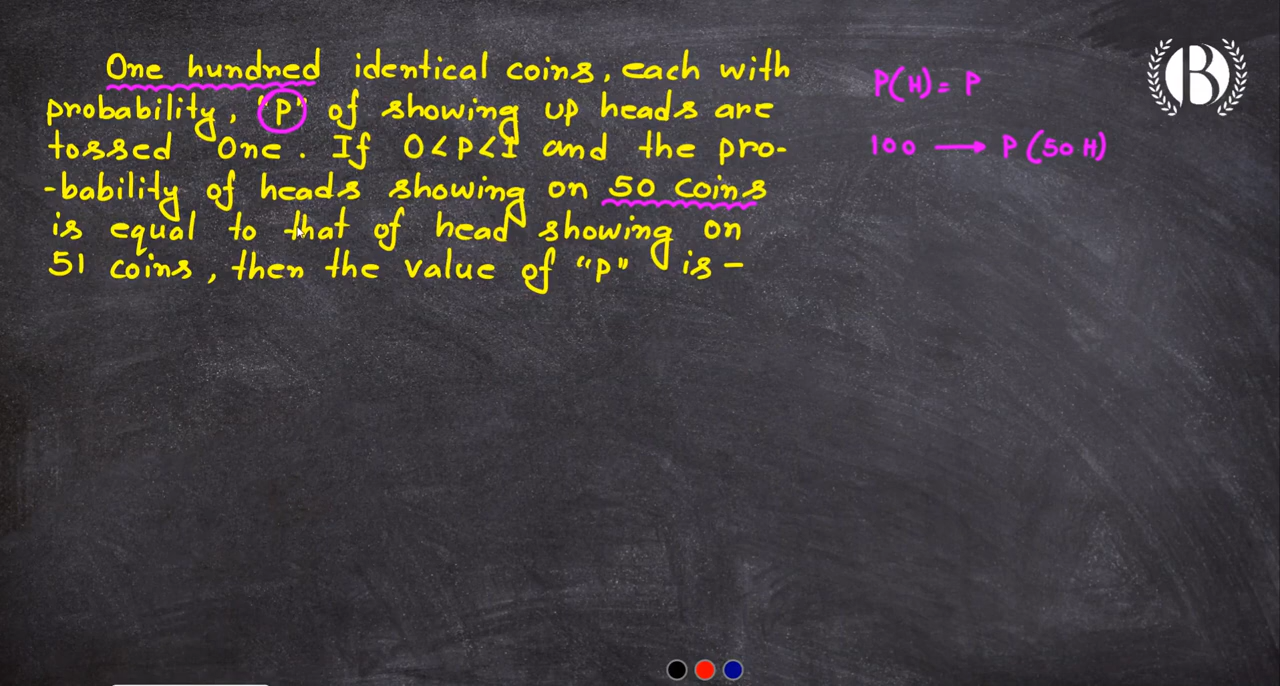 One hundred identical coins, each with
probability, "P" of showing up heads are
tossed one. If 0<P<1 and the pro-
-bability of heads showing on 50 coins
is equal to that of head showing on
51 coins, then the value of "p" is -
P(H) = P
100 → P(50H)
B